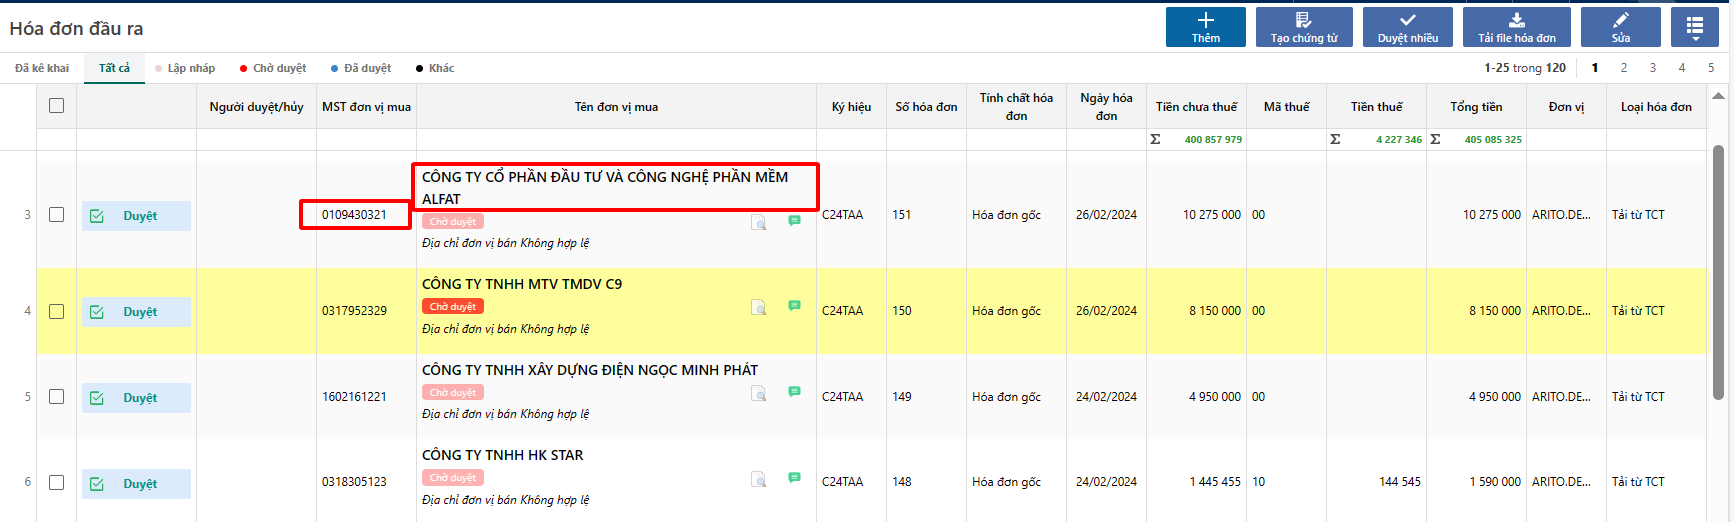 Hóa đơn đầu ra
Thêm
Tạo chứng từ
Duyệt nhiều
Tải file hóa đơn
Sửa
Đã kê khai Tất cả Lập nháp Chờ duyệt Đã duyệt Khác 1-25 trong 120 1 2 3 4 5
Người duyệt/hủy MST đơn vị mua Tên đơn vị mua Ký hiệu Số hóa đơn Tính chất hóa đơn Ngày hóa đơn Tiền chưa thuế Mã thuế Tiền thuế Tổng tiền Đơn vị Loại hóa đơn
Σ 400 857 979 Σ 4 227 346 Σ 405 085 325
CÔNG TY CỔ PHẦN ĐẦU TƯ VÀ CÔNG NGHỆ PHẦN MỀM
ALFAT
3 Duyệt 0109430321 Chờ duyệt C24TAA 151 Hóa đơn gốc 26/02/2024 10 275 000 00 10 275 000 ARITO.DE... Tải từ TCT
Địa chỉ đơn vị bán Không hợp lệ
CÔNG TY TNHH MTV TMDV C9
4 Duyệt 0317952329 Chờ duyệt C24TAA 150 Hóa đơn gốc 26/02/2024 8 150 000 00 8 150 000 ARITO.DE... Tải từ TCT
Địa chỉ đơn vị bán Không hợp lệ
CÔNG TY TNHH XÂY DỰNG ĐIỆN NGỌC MINH PHÁT
5 Duyệt 1602161221 Chờ duyệt C24TAA 149 Hóa đơn gốc 24/02/2024 4 950 000 00 4 950 000 ARITO.DE... Tải từ TCT
Địa chỉ đơn vị bán Không hợp lệ
CÔNG TY TNHH HK STAR
6 Duyệt 0318305123 Chờ duyệt C24TAA 148 Hóa đơn gốc 24/02/2024 1 445 455 10 144 545 1 590 000 ARITO.DE... Tải từ TCT
Địa chỉ đơn vị bán Không hợp lệ